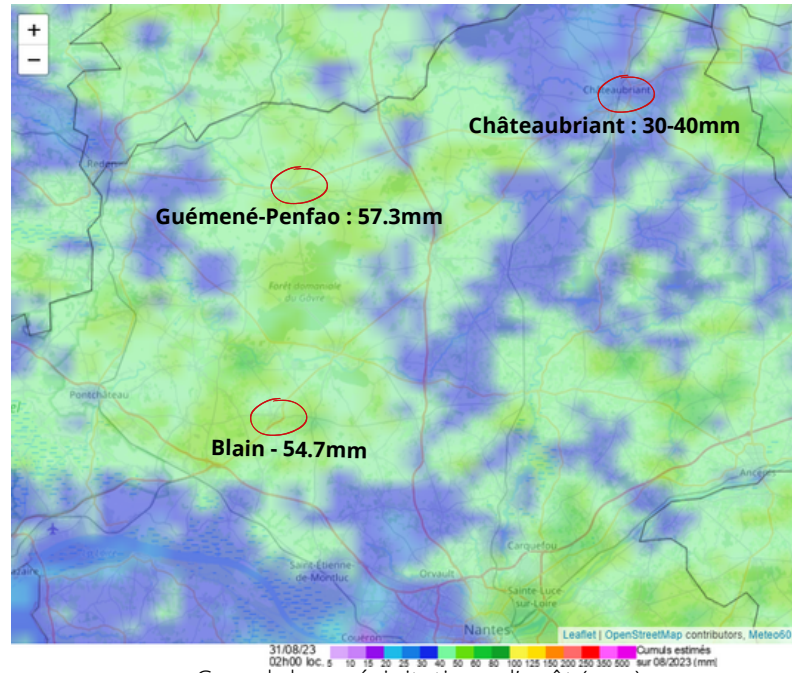 +
−
Châteaubriant
Châteaubriant : 30-40mm
Redon
Guémené-Penfao : 57.3mm
Forêt domaniale
du Gâvre
Pontchâteau
Blain - 54.7mm
Ancenis
Carquefou
Saint-Étienne-
de-Montluc
Orvault
Sainte-Luce-
sur-Loire
Nantes
Couëron
Leaflet | OpenStreetMap contributors, Meteo60
31/08/23
02h00 loc.
5 10 15 20 25 30 40 50 60 80 100 125 150 200 250 350 500
Cumuls estimés
sur 08/2023 (mm)